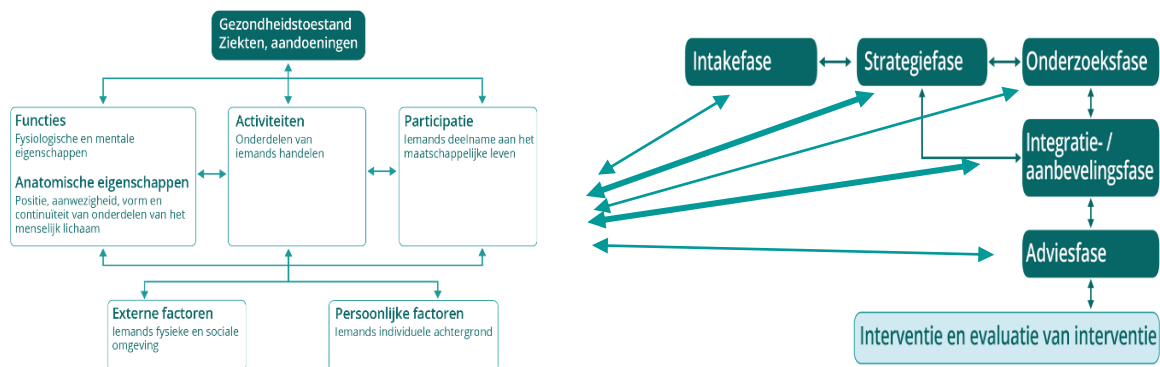 Gezondheidstoestand
Ziekten, aandoeningen
Functies
Fysiologische en mentale
eigenschappen
Anatomische eigenschappen
Positie, aanwezigheid, vorm en
continuïteit van onderdelen van het
menselijk lichaam
Activiteiten
Onderdelen van
iemands handelen
Participatie
Iemands deelname aan het
maatschappelijke leven
Externe factoren
Iemands fysieke en sociale
omgeving
Persoonlijke factoren
Iemands individuele achtergrond
Intakefase
Strategiefase
Onderzoeksfase
Integratie- /
aanbevelingsfase
Adviesfase
Interventie en evaluatie van interventie